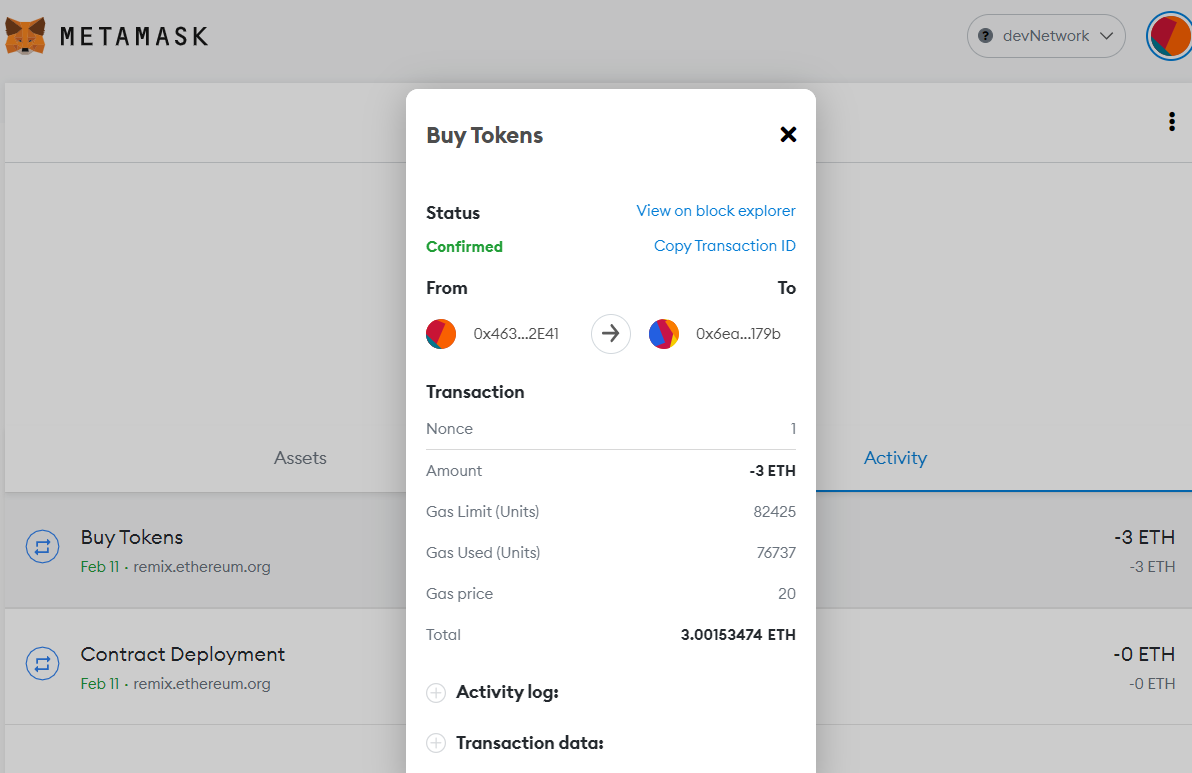 METAMASK
? devNetwork
Buy Tokens
Status View on block explorer
Confirmed Copy Transaction ID
From To
0x463...2E41 0x6ea...179b
Transaction
Nonce 1
Amount -3 ETH
Gas Limit (Units) 82425
Gas Used (Units) 76737
Gas price 20
Total 3.00153474 ETH
Activity log:
Transaction data:
Assets Activity
Buy Tokens -3 ETH
Feb 11 · remix.ethereum.org -3 ETH
Contract Deployment -0 ETH
Feb 11 · remix.ethereum.org -0 ETH